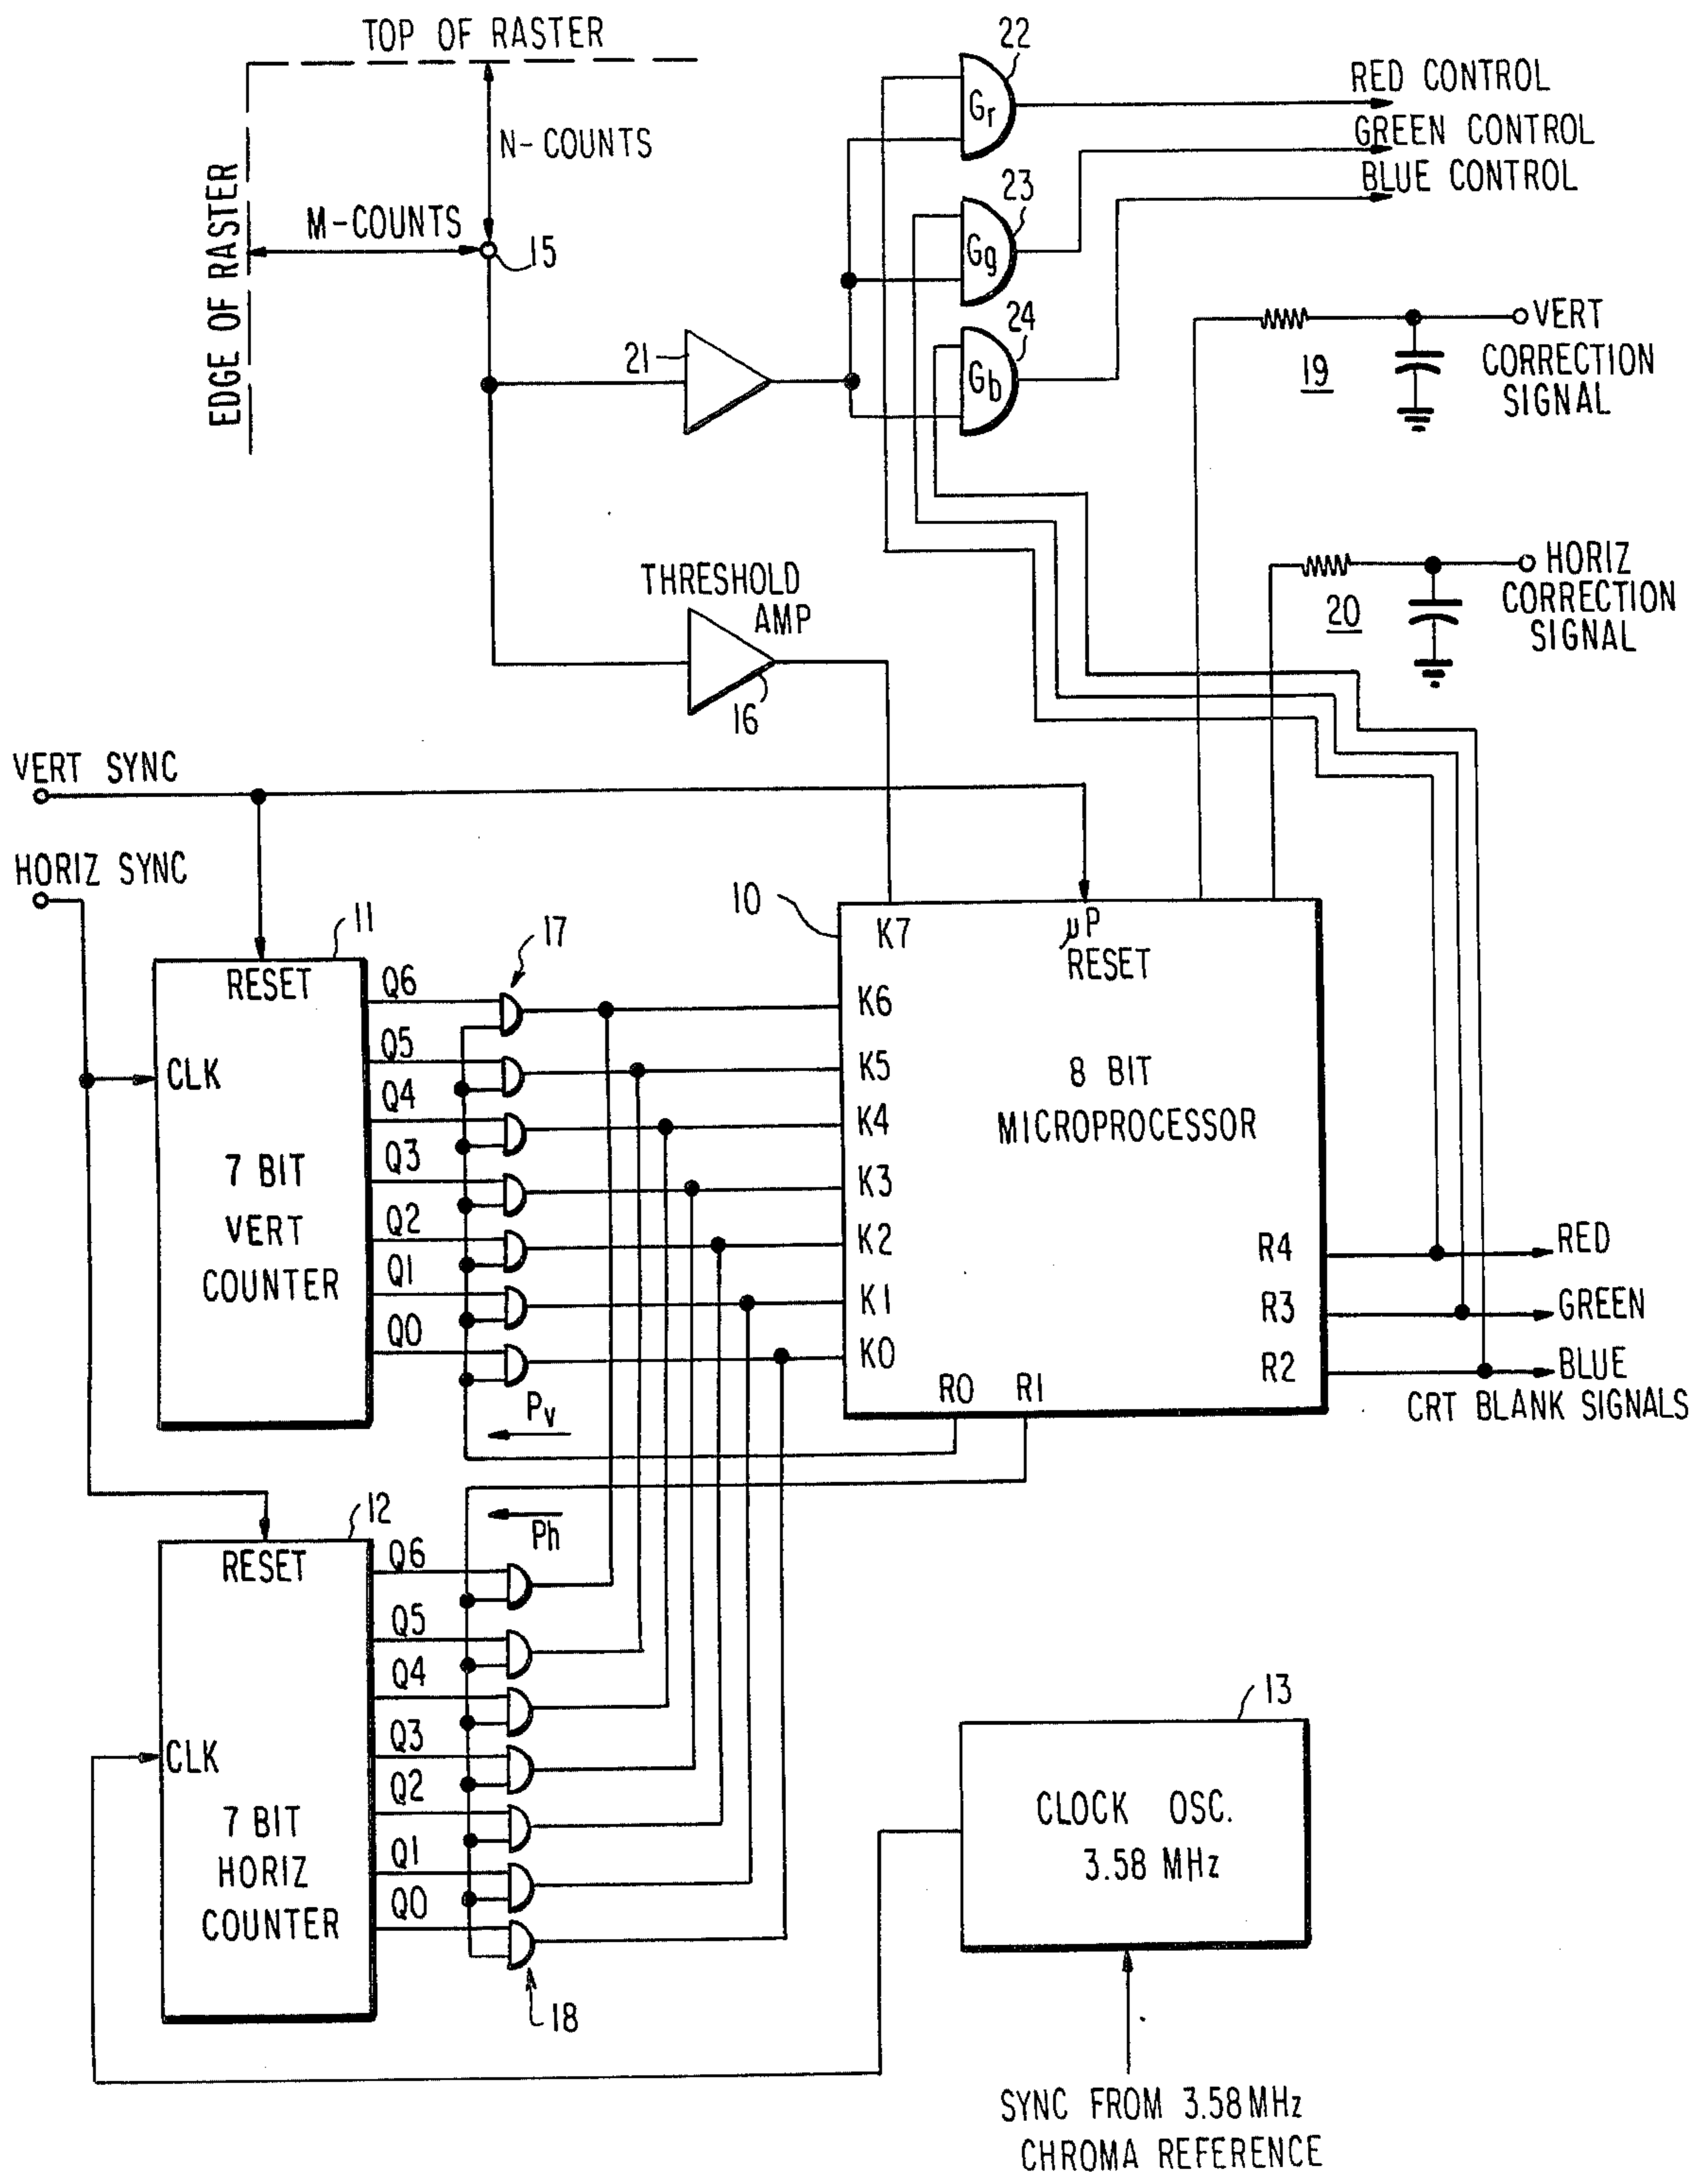 TOP OF RASTER
22
Gr
RED CONTROL
GREEN CONTROL
BLUE CONTROL
N-COUNTS
EDGE OF RASTER
M-COUNTS
15
23
Gg
24
Gb
21
19
VERT
CORRECTION
SIGNAL
THRESHOLD
AMP
16
20
HORIZ
CORRECTION
SIGNAL
VERT SYNC
HORIZ SYNC
11
RESET
CLK
7 BIT
VERT
COUNTER
Q6
Q5
Q4
Q3
Q2
Q1
Q0
17
Pv
10
K7
μP
RESET
K6
K5
K4
K3
K2
K1
K0
8 BIT
MICROPROCESSOR
R0
R1
R4
R3
R2
RED
GREEN
BLUE
CRT BLANK SIGNALS
Ph
12
RESET
CLK
7 BIT
HORIZ
COUNTER
Q6
Q5
Q4
Q3
Q2
Q1
Q0
18
13
CLOCK OSC.
3.58 MHz
SYNC FROM 3.58MHz
CHROMA REFERENCE